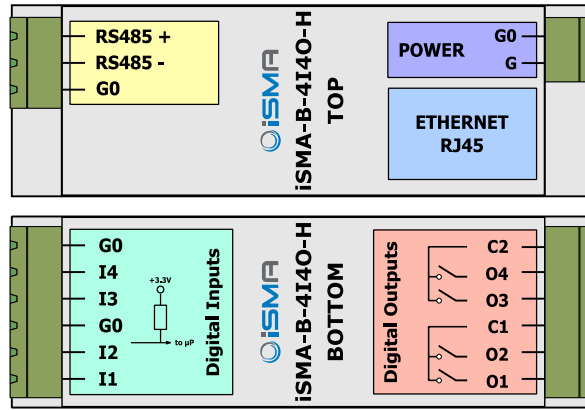 RS485 +
RS485 -
G0
iSMA
iSMA-B-4I4O-H
TOP
POWER
G0
G
ETHERNET
RJ45
G0
I4
I3
G0
I2
I1
+3.3V
to µP
Digital Inputs
iSMA
iSMA-B-4I4O-H
BOTTOM
Digital Outputs
C2
O4
O3
C1
O2
O1